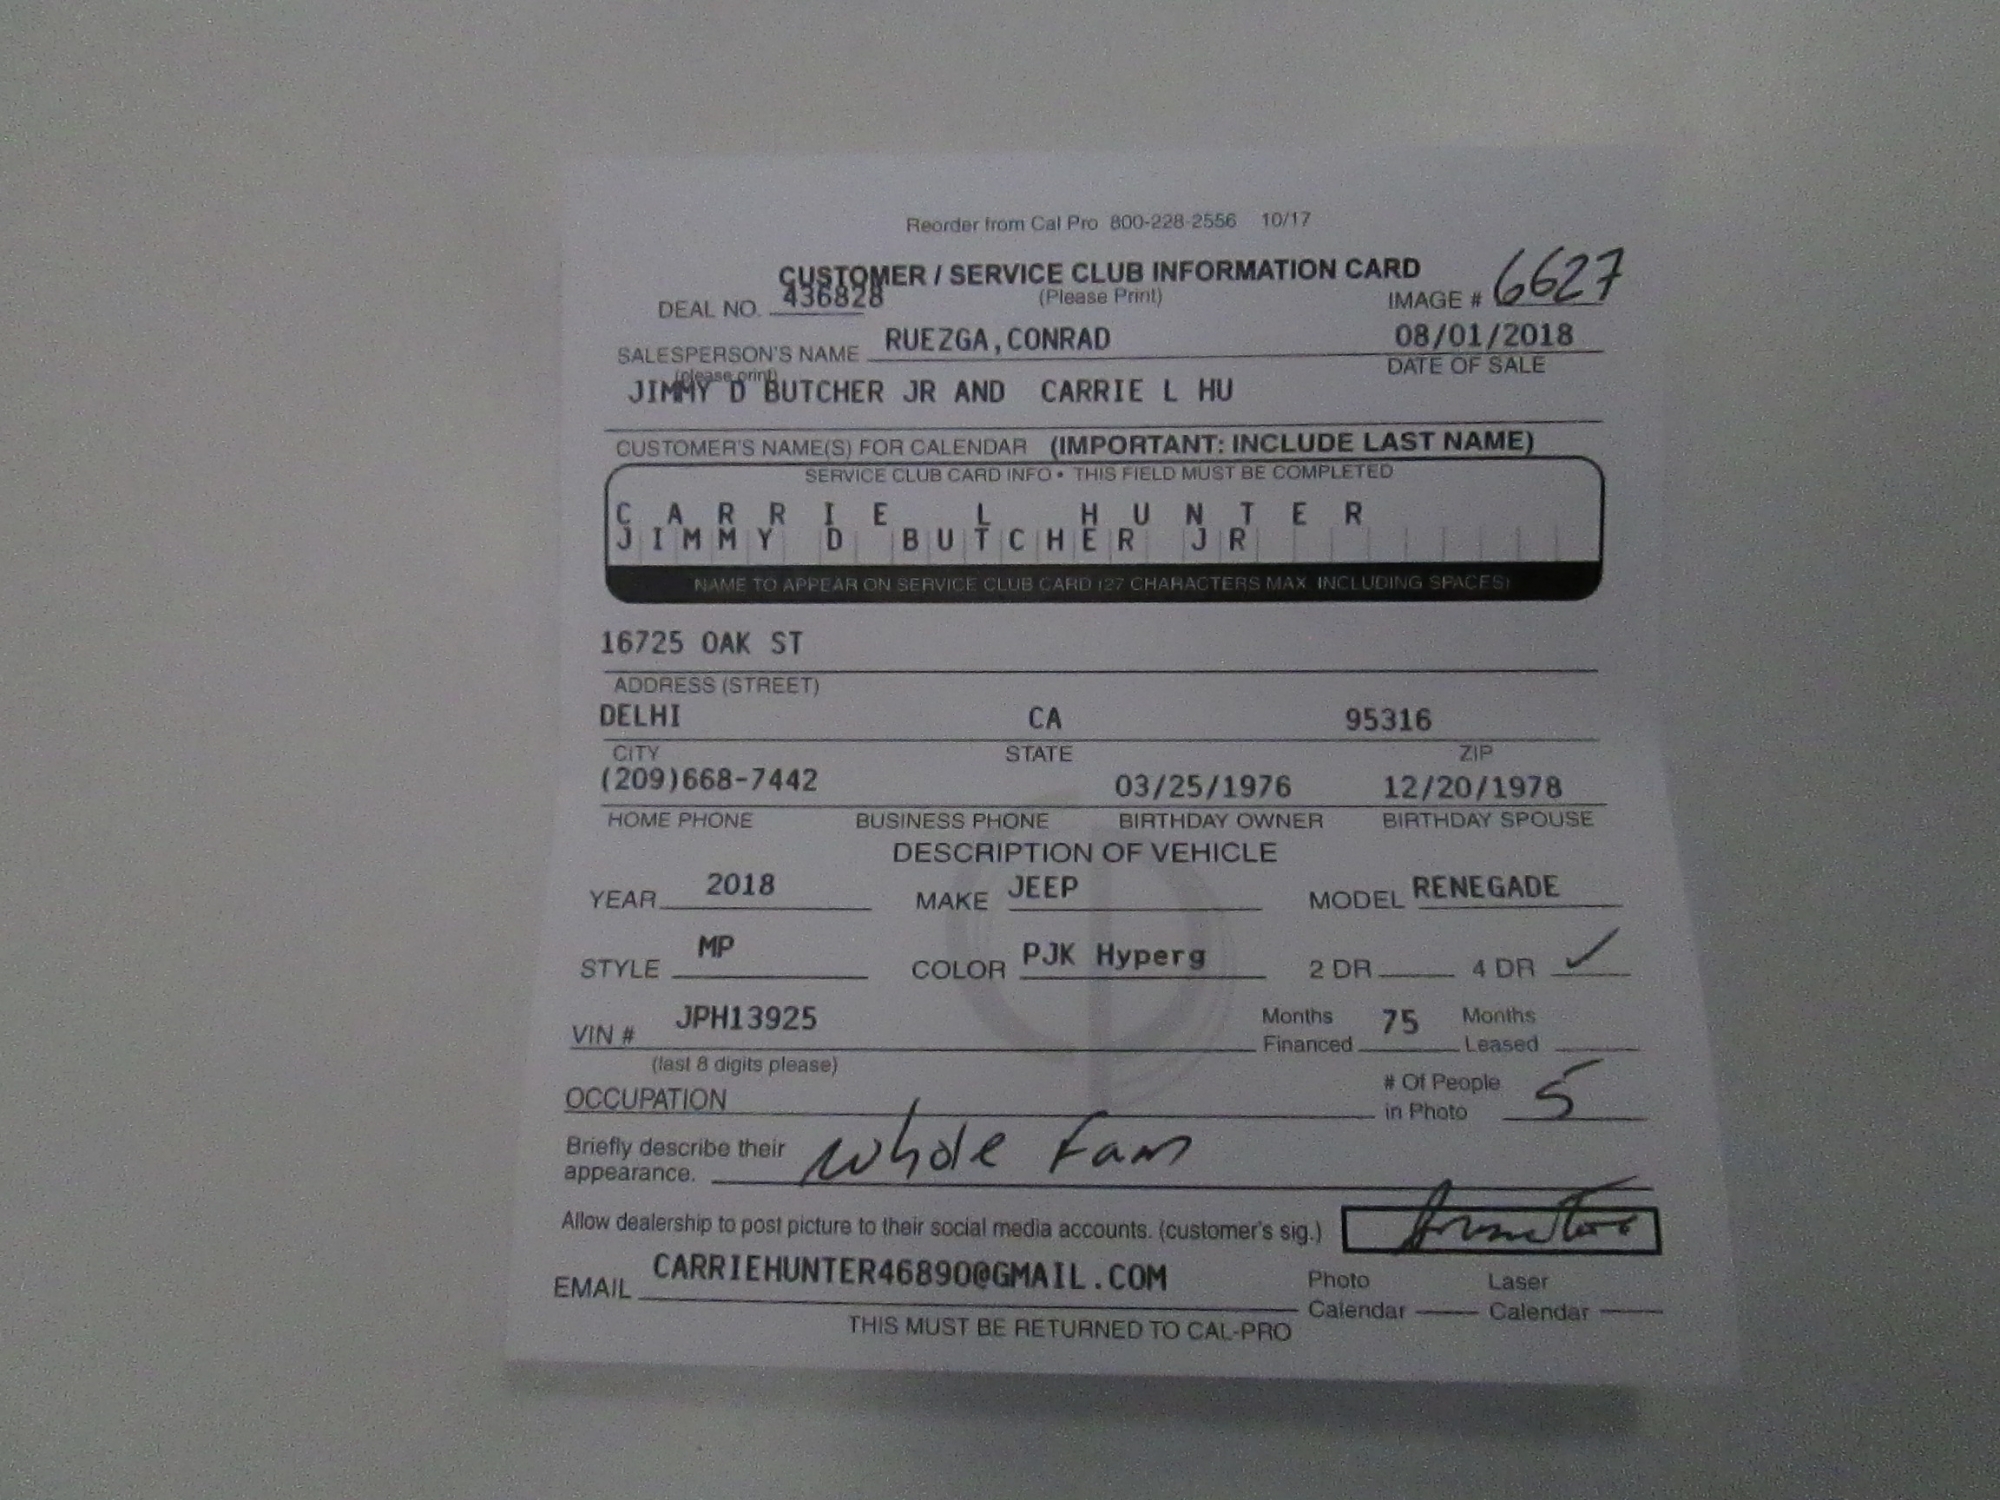 Reorder from Cal Pro 800-228-2556 10/17
CUSTOMER / SERVICE CLUB INFORMATION CARD
DEAL NO. 436828 (Please Print) IMAGE # 6627
SALESPERSON'S NAME RUEZGA,CONRAD 08/01/2018
(please print) DATE OF SALE
JIMMY D BUTCHER JR AND CARRIE L HU
CUSTOMER'S NAME(S) FOR CALENDAR (IMPORTANT: INCLUDE LAST NAME)
SERVICE CLUB CARD INFO • THIS FIELD MUST BE COMPLETED
CARRIE L HUNTER
JIMMY D BUTCHER JR
NAME TO APPEAR ON SERVICE CLUB CARD (27 CHARACTERS MAX. INCLUDING SPACES)
16725 OAK ST
ADDRESS (STREET)
DELHI CA 95316
CITY STATE ZIP
(209)668-7442 03/25/1976 12/20/1978
HOME PHONE BUSINESS PHONE BIRTHDAY OWNER BIRTHDAY SPOUSE
DESCRIPTION OF VEHICLE
YEAR 2018 MAKE JEEP MODEL RENEGADE
STYLE MP COLOR PJK Hyperg 2 DR 4 DR ✓
VIN # JPH13925 Months Financed 75 Months Leased
(last 8 digits please)
OCCUPATION # Of People in Photo 5
Briefly describe their appearance. whole Fam
Allow dealership to post picture to their social media accounts. (customer's sig.)
EMAIL CARRIEHUNTER46890@GMAIL.COM Photo Calendar Laser Calendar
THIS MUST BE RETURNED TO CAL-PRO